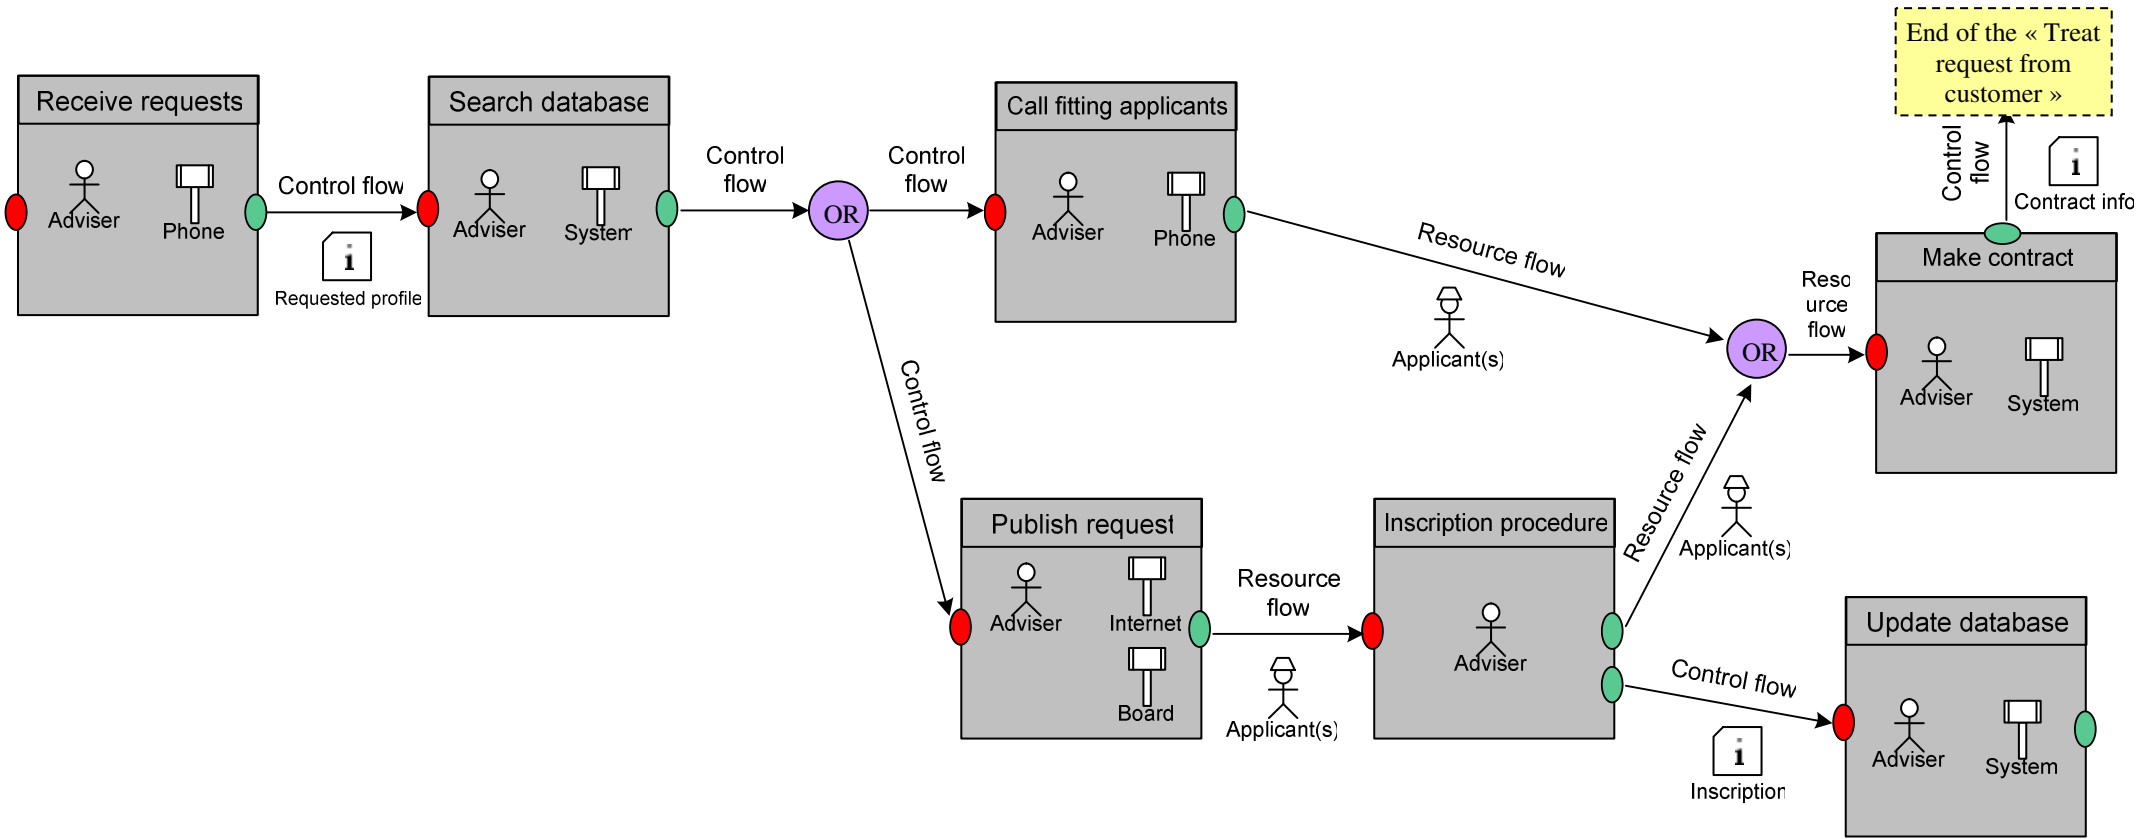 Receive requests
Adviser
Phone
Control flow
i
Requested profile
Search database
Adviser
System
Control
flow
OR
Control
flow
Call fitting applicants
Adviser
Phone
Resource flow
Applicant(s)
OR
Reso
urce
flow
End of the « Treat
request from
customer »
Control
flow
i
Contract info
Make contract
Adviser
System
Control flow
Publish request
Adviser
Internet
Board
Resource
flow
Applicant(s)
Inscription procedure
Adviser
Resource flow
Applicant(s)
Control flow
i
Inscription
Update database
Adviser
System